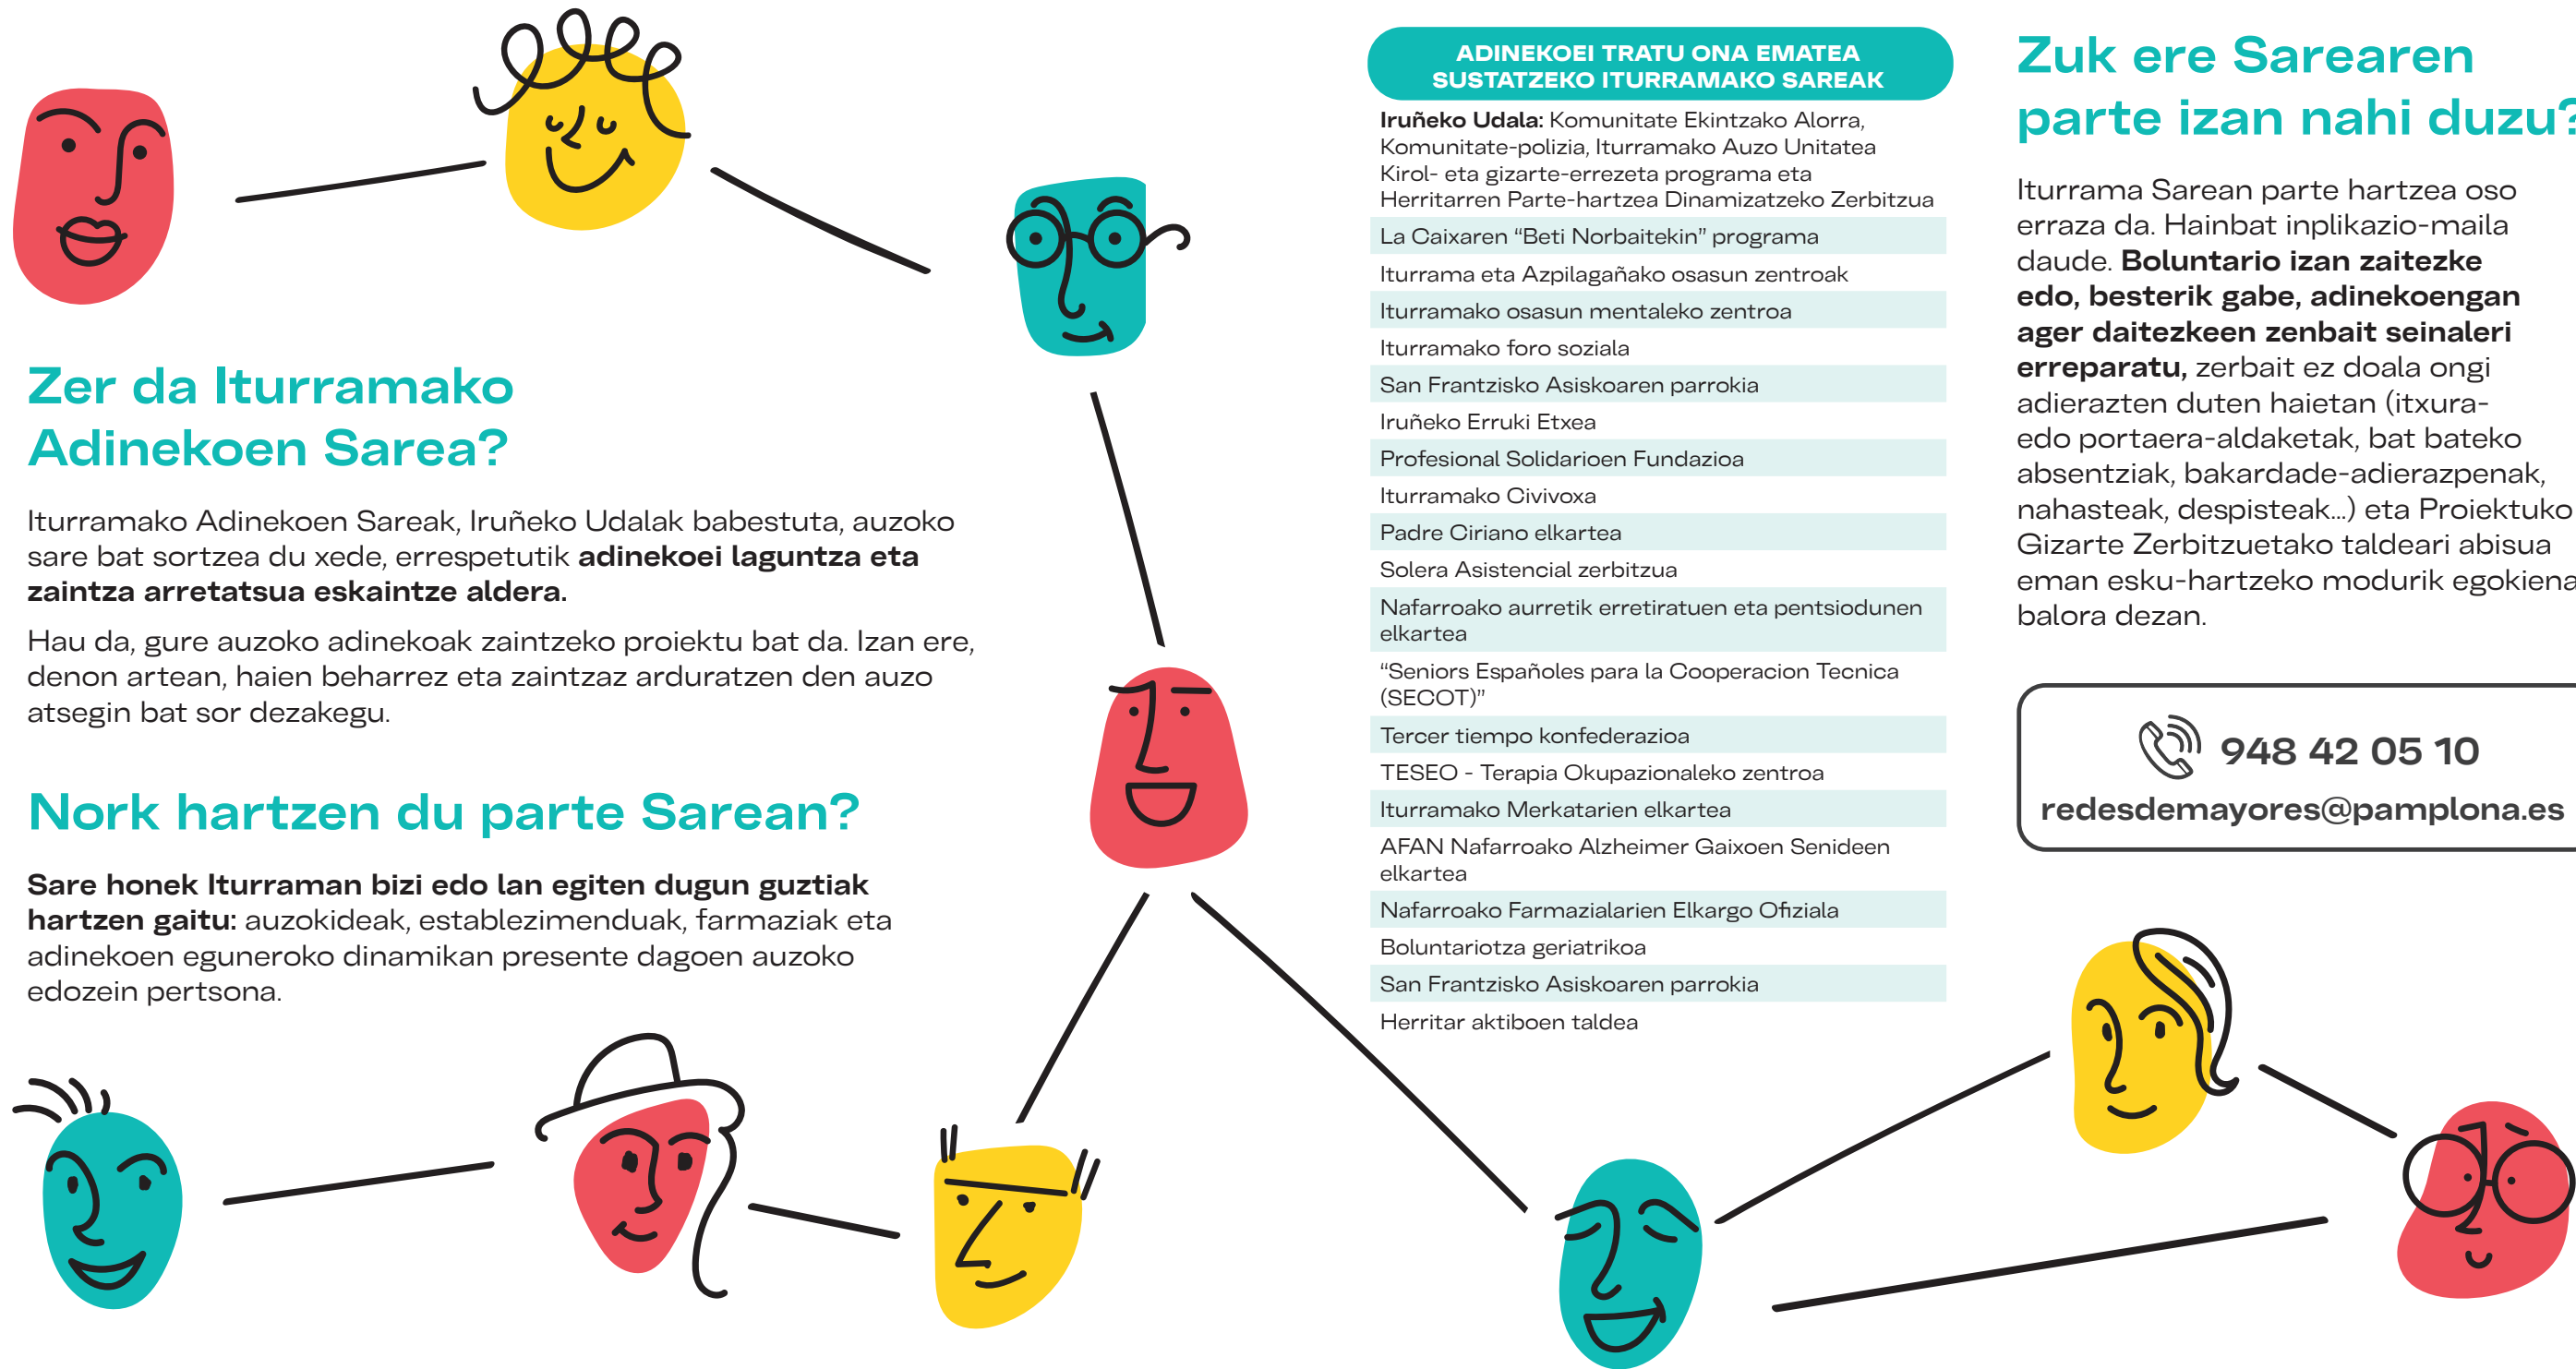 Zer da Iturramako
Adinekoen Sarea?
Iturramako Adinekoen Sareak, Iruñeko Udalak babestuta, auzoko
sare bat sortzea du xede, errespetutik adinekoei laguntza eta
zaintza arretatsua eskaintze aldera.
Hau da, gure auzoko adinekoak zaintzeko proiektu bat da. Izan ere,
denon artean, haien beharrez eta zaintzaz arduratzen den auzo
atsegin bat sor dezakegu.
Nork hartzen du parte Sarean?
Sare honek Iturraman bizi edo lan egiten dugun guztiak
hartzen gaitu: auzokideak, establezimenduak, farmaziak eta
adinekoen eguneroko dinamikan presente dagoen auzoko
edozein pertsona.
ADINEKOEI TRATU ONA EMATEA
SUSTATZEKO ITURRAMAKO SAREAK
Iruñeko Udala: Komunitate Ekintzako Alorra,
Komunitate-polizia, Iturramako Auzo Unitatea
Kirol- eta gizarte-errezeta programa eta
Herritarren Parte-hartzea Dinamizatzeko Zerbitzua
La Caixaren “Beti Norbaitekin” programa
Iturrama eta Azpilagañako osasun zentroak
Iturramako osasun mentaleko zentroa
Iturramako foro soziala
San Frantzisko Asiskoaren parrokia
Iruñeko Erruki Etxea
Profesional Solidarioen Fundazioa
Iturramako Civivoxa
Padre Ciriano elkartea
Solera Asistencial zerbitzua
Nafarroako aurretik erretiratuen eta pentsiodunen
elkartea
“Seniors Españoles para la Cooperacion Tecnica
(SECOT)”
Tercer tiempo konfederazioa
TESEO - Terapia Okupazionaleko zentroa
Iturramako Merkatarien elkartea
AFAN Nafarroako Alzheimer Gaixoen Senideen
elkartea
Nafarroako Farmazialarien Elkargo Ofiziala
Boluntariotza geriatrikoa
San Frantzisko Asiskoaren parrokia
Herritar aktiboen taldea
Zuk ere Sarearen
parte izan nahi duzu?
Iturrama Sarean parte hartzea oso
erraza da. Hainbat inplikazio-maila
daude. Boluntario izan zaitezke
edo, besterik gabe, adinekoengan
ager daitezkeen zenbait seinaleri
erreparatu, zerbait ez doala ongi
adierazten duten haietan (itxura-
edo portaera-aldaketak, bat bateko
absentziak, bakardade-adierazpenak,
nahasteak, despisteak...) eta Proiektuko
Gizarte Zerbitzuetako taldeari abisua
eman esku-hartzeko modurik egokiena
balora dezan.
948 42 05 10
redesdemayores@pamplona.es